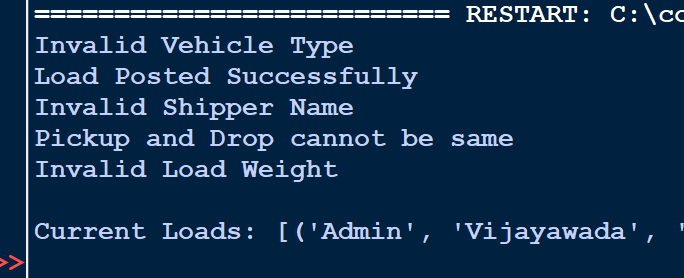 ========================== RESTART: C:\co
Invalid Vehicle Type
Load Posted Successfully
Invalid Shipper Name
Pickup and Drop cannot be same
Invalid Load Weight
Current Loads: [('Admin', 'Vijayawada', '
>>